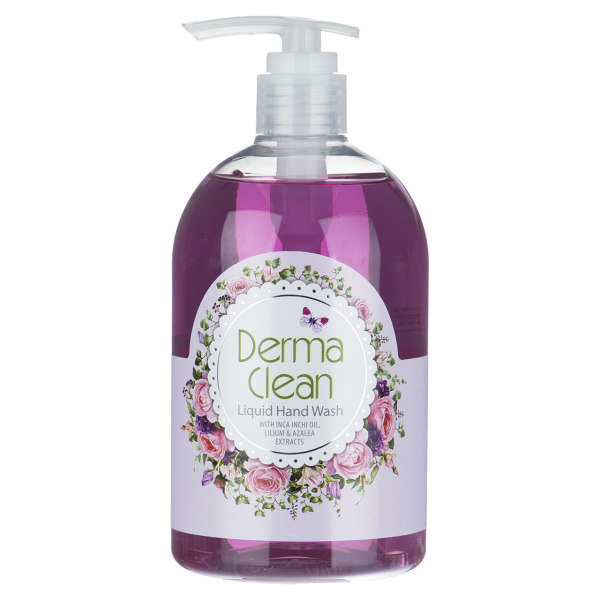 Derma
Clean
Liquid Hand Wash
WITH INCA INCHI OIL,
LILIUM & AZALEA
EXTRACTS